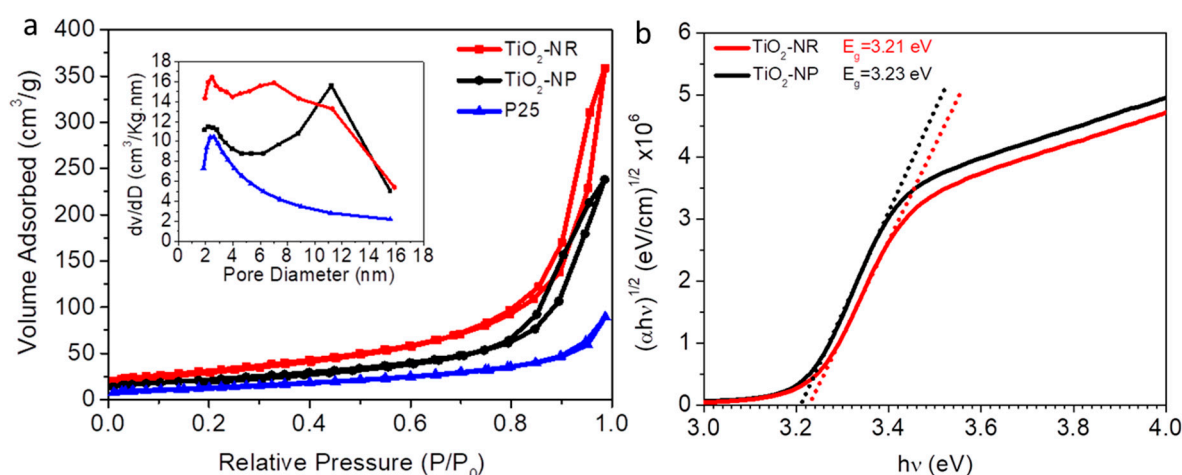 a
Volume Adsorbed (cm³/g)
400
350
300
250
200
150
100
50
0
0.0 0.2 0.4 0.6 0.8 1.0
Relative Pressure (P/P₀)
TiO₂-NR
TiO₂-NP
P25
dv/dD (cm³/Kg.nm)
18
16
14
12
10
8
6
4
2
0
0 2 4 6 8 10 12 14 16 18
Pore Diameter (nm)
b
(αhν)¹/² (eV/cm)¹/² x10⁶
6
5
4
3
2
1
0
3.0 3.2 3.4 3.6 3.8 4.0
hν (eV)
TiO₂-NR E_g=3.21 eV
TiO₂-NP E_g=3.23 eV